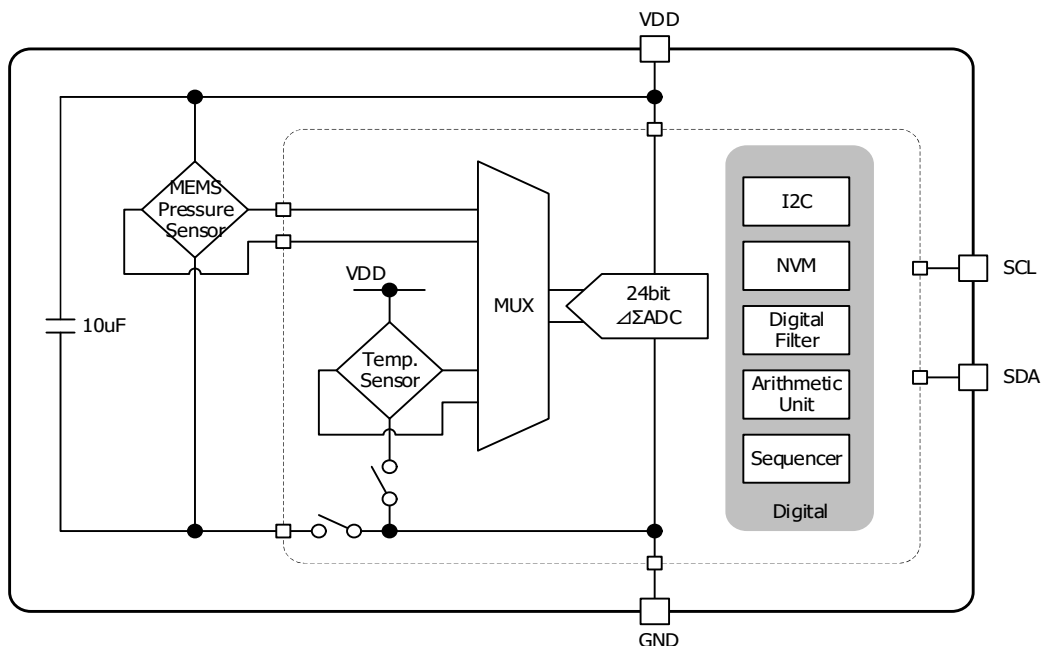 VDD
MEMS
Pressure
Sensor
VDD
Temp.
Sensor
10uF
MUX
24bit
⊿ΣADC
I2C
NVM
Digital
Filter
Arithmetic
Unit
Sequencer
Digital
SCL
SDA
GND